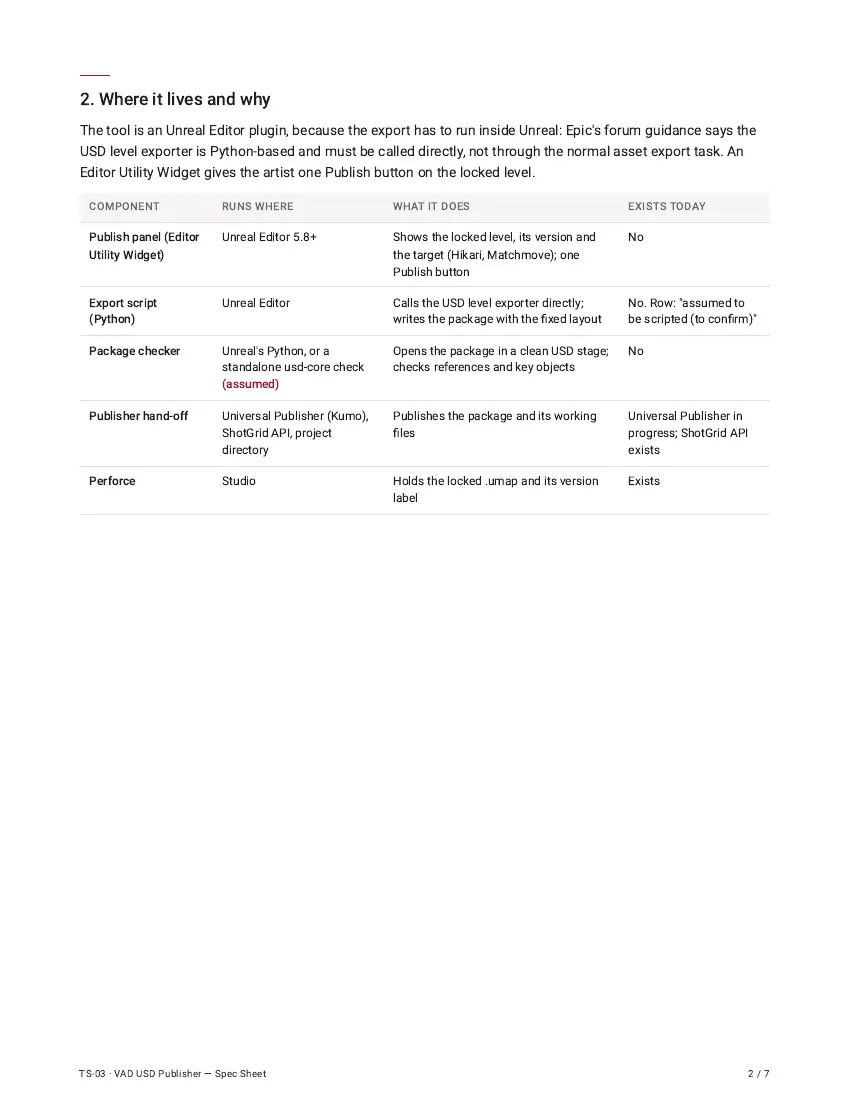 2. Where it lives and why
The tool is an Unreal Editor plugin, because the export has to run inside Unreal: Epic's forum guidance says the
USD level exporter is Python-based and must be called directly, not through the normal asset export task. An
Editor Utility Widget gives the artist one Publish button on the locked level.
COMPONENT RUNS WHERE WHAT IT DOES EXISTS TODAY
Publish panel (Editor Unreal Editor 5.8+ Shows the locked level, its version and No
Utility Widget) the target (Hikari, Matchmove); one
Publish button
Export script Unreal Editor Calls the USD level exporter directly; No. Row: "assumed to
(Python) writes the package with the fixed layout be scripted (to confirm)"
Package checker Unreal's Python, or a Opens the package in a clean USD stage; No
standalone usd-core check checks references and key objects
(assumed)
Publisher hand-off Universal Publisher (Kumo), Publishes the package and its working Universal Publisher in
ShotGrid API, project files progress; ShotGrid API
directory exists
Perforce Studio Holds the locked .umap and its version Exists
label
TS-03 · VAD USD Publisher — Spec Sheet 2 / 7